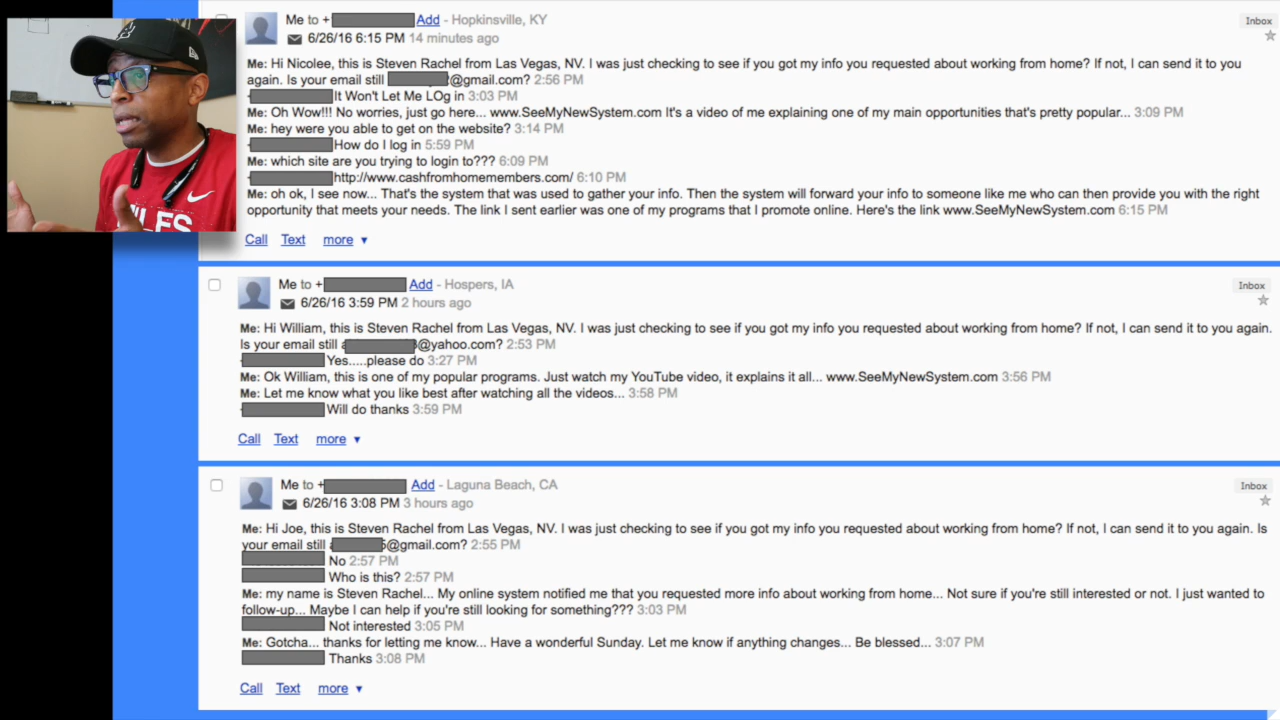 Me to + Add - Hopkinsville, KY
Inbox
6/26/16 6:15 PM 14 minutes ago
Me: Hi Nicolee, this is Steven Rachel from Las Vegas, NV. I was just checking to see if you got my info you requested about working from home? If not, I can send it to you
again. Is your email still @gmail.com? 2:56 PM
It Won't Let Me LOg in 3:03 PM
Me: Oh Wow!!! No worries, just go here... www.SeeMyNewSystem.com It's a video of me explaining one of my main opportunities that's pretty popular... 3:09 PM
Me: hey were you able to get on the website? 3:14 PM
How do I log in 5:59 PM
Me: which site are you trying to login to??? 6:09 PM
http://www.cashfromhomemembers.com/ 6:10 PM
Me: oh ok, I see now... That's the system that was used to gather your info. Then the system will forward your info to someone like me who can then provide you with the right
opportunity that meets your needs. The link I sent earlier was one of my programs that I promote online. Here's the link www.SeeMyNewSystem.com 6:15 PM
Call Text more ▼
Me to + Add - Hospers, IA
Inbox
6/26/16 3:59 PM 2 hours ago
Me: Hi William, this is Steven Rachel from Las Vegas, NV. I was just checking to see if you got my info you requested about working from home? If not, I can send it to you again.
Is your email still @yahoo.com? 2:53 PM
Yes.....please do 3:27 PM
Me: Ok William, this is one of my popular programs. Just watch my YouTube video, it explains it all... www.SeeMyNewSystem.com 3:56 PM
Me: Let me know what you like best after watching all the videos... 3:58 PM
Will do thanks 3:59 PM
Call Text more ▼
Me to + Add - Laguna Beach, CA
Inbox
6/26/16 3:08 PM 3 hours ago
Me: Hi Joe, this is Steven Rachel from Las Vegas, NV. I was just checking to see if you got my info you requested about working from home? If not, I can send it to you again. Is
your email still @gmail.com? 2:55 PM
No 2:57 PM
Who is this? 2:57 PM
Me: my name is Steven Rachel... My online system notified me that you requested more info about working from home... Not sure if you're still interested or not. I just wanted to
follow-up... Maybe I can help if you're still looking for something??? 3:03 PM
Not interested 3:05 PM
Me: Gotcha... thanks for letting me know... Have a wonderful Sunday. Let me know if anything changes... Be blessed... 3:07 PM
Thanks 3:08 PM
Call Text more ▼